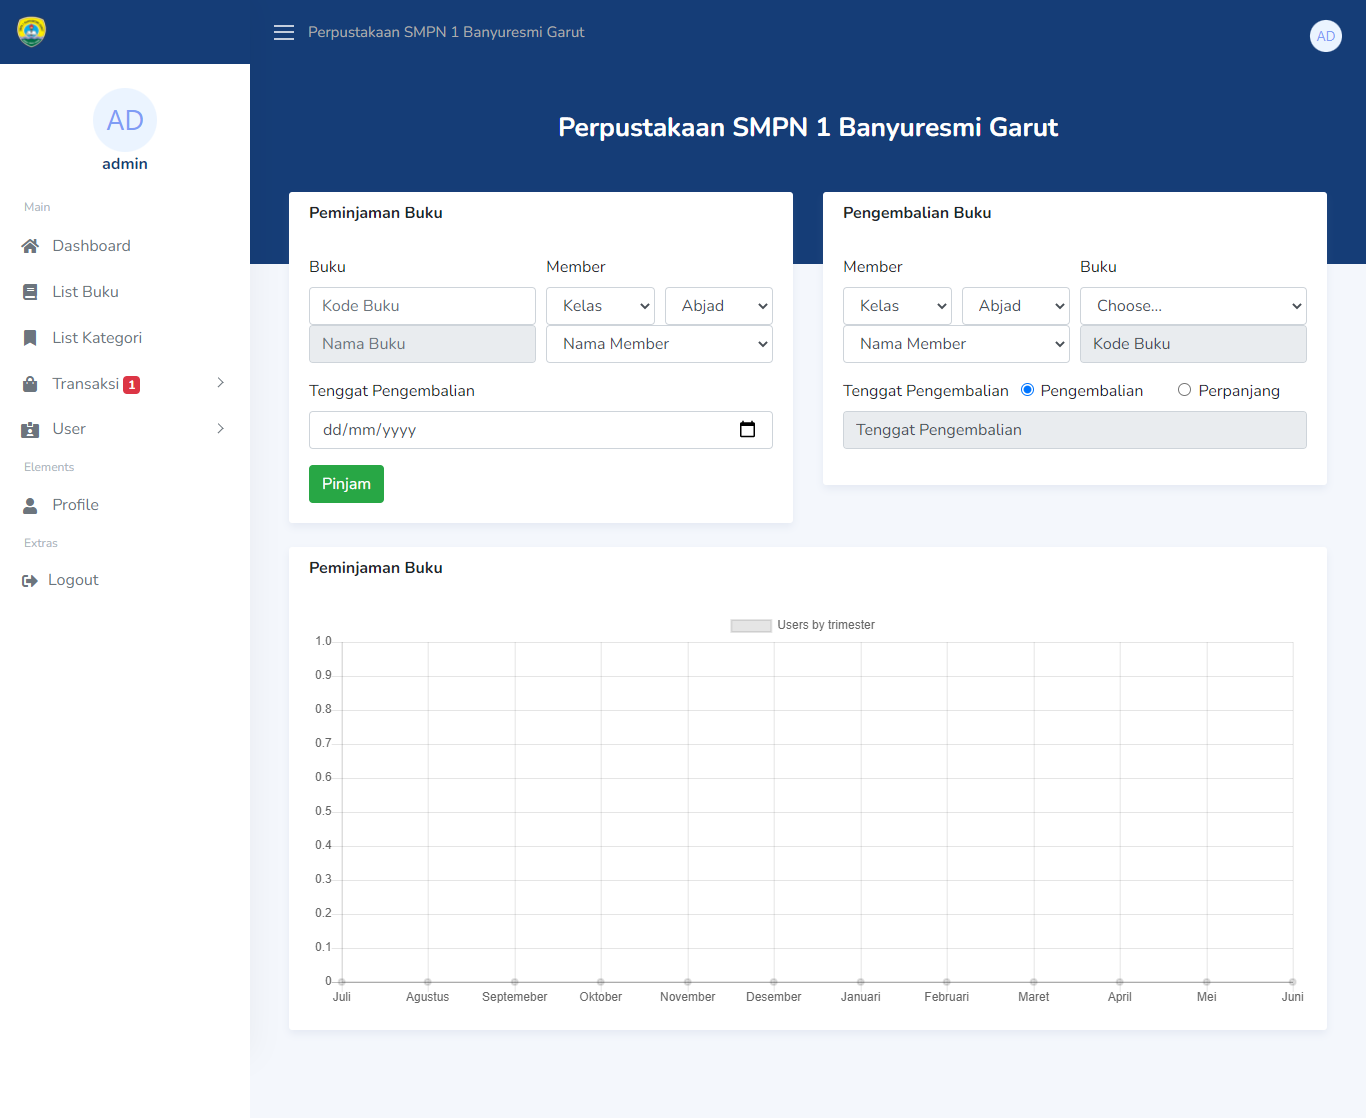 Perpustakaan SMPN 1 Banyuresmi Garut
AD
AD
admin
Main
Dashboard
List Buku
List Kategori
Transaksi 1
User
Elements
Profile
Extras
Logout
Perpustakaan SMPN 1 Banyuresmi Garut
Peminjaman Buku
Buku Member
Kode Buku Kelas Abjad
Nama Buku Nama Member
Tenggat Pengembalian
dd/mm/yyyy
Pinjam
Pengembalian Buku
Member Buku
Kelas Abjad Choose...
Nama Member Kode Buku
Tenggat Pengembalian Pengembalian Perpanjang
Tenggat Pengembalian
Peminjaman Buku
Users by trimester
1.0
0.9
0.8
0.7
0.6
0.5
0.4
0.3
0.2
0.1
0
Juli Agustus Septemeber Oktober November Desember Januari Februari Maret April Mei Juni